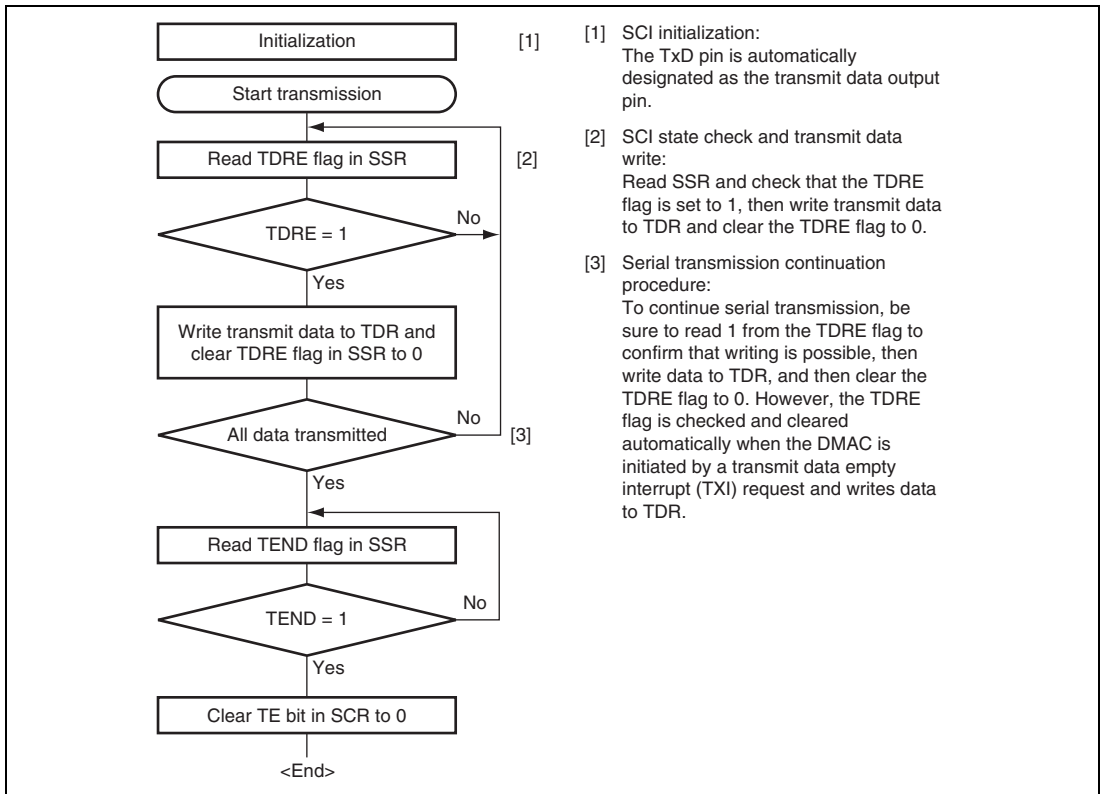 Initialization
[1]
Start transmission
Read TDRE flag in SSR
[2]
TDRE = 1
No
Yes
Write transmit data to TDR and
clear TDRE flag in SSR to 0
All data transmitted
No
[3]
Yes
Read TEND flag in SSR
TEND = 1
No
Yes
Clear TE bit in SCR to 0
<End>
[1] SCI initialization:
The TxD pin is automatically
designated as the transmit data output
pin.
[2] SCI state check and transmit data
write:
Read SSR and check that the TDRE
flag is set to 1, then write transmit data
to TDR and clear the TDRE flag to 0.
[3] Serial transmission continuation
procedure:
To continue serial transmission, be
sure to read 1 from the TDRE flag to
confirm that writing is possible, then
write data to TDR, and then clear the
TDRE flag to 0. However, the TDRE
flag is checked and cleared
automatically when the DMAC is
initiated by a transmit data empty
interrupt (TXI) request and writes data
to TDR.